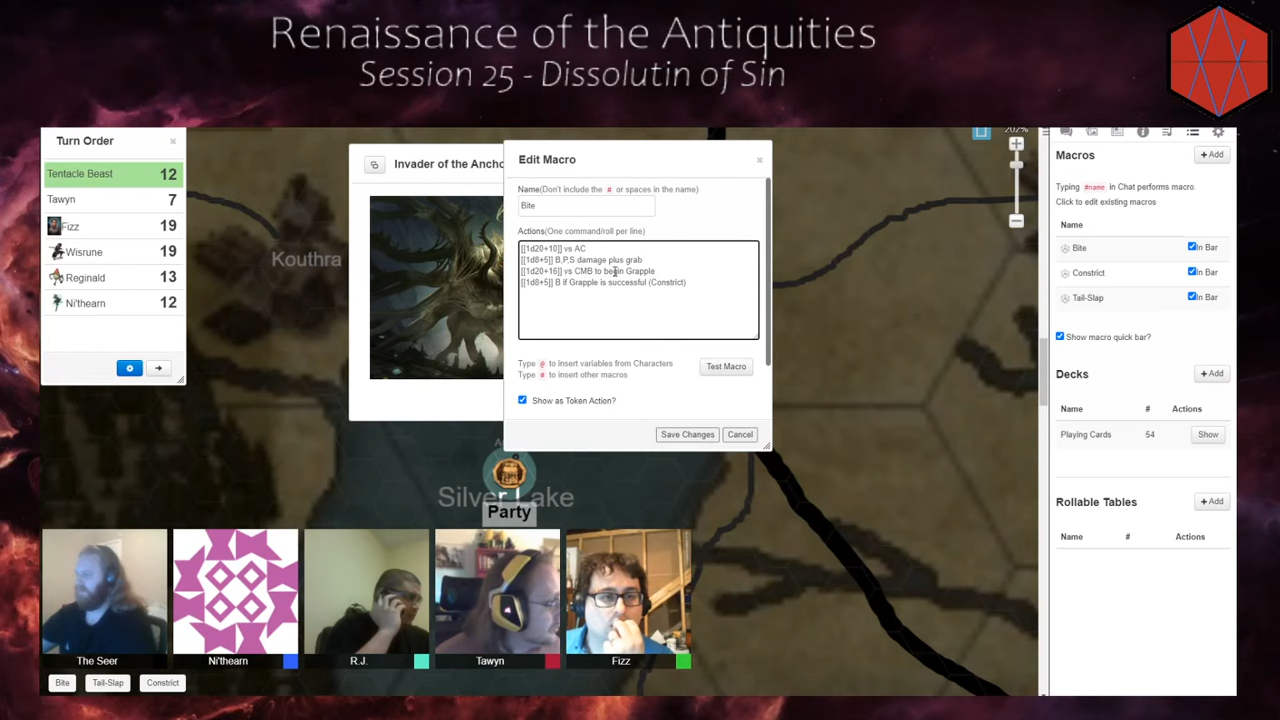 Renaissance of the Antiquities
Session 25 - Dissolutin of Sin
Turn Order
×
Tentacle Beast 12
Tawyn 7
Fizz 19
Wisrune 19
Reginald 13
Ni'thearn 12
Kouthra
Invader of the Ancho
Edit Macro
×
Name(Don't include the # or spaces in the name)
Bite
Actions(One command/roll per line)
[[1d20+10]] vs AC
[[1d8+5]] B,P,S damage plus grab
[[1d20+16]] vs CMB to begin Grapple
[[1d8+5]] B if Grapple is successful (Constrict)
Type @ to insert variables from Characters
Type # to insert other macros
Test Macro
Show as Token Action?
Save Changes
Cancel
202%
Macros
+ Add
Typing #name in Chat performs macro
Click to edit existing macros
Name
Bite In Bar
Constrict In Bar
Tail-Slap In Bar
Show macro quick bar?
Decks
+ Add
Name # Actions
Playing Cards 54 Show
Rollable Tables
+ Add
Name # Actions
Silver Lake
Party
The Seer
Ni'thearn
R.J.
Tawyn
Fizz
Bite
Tail-Slap
Constrict